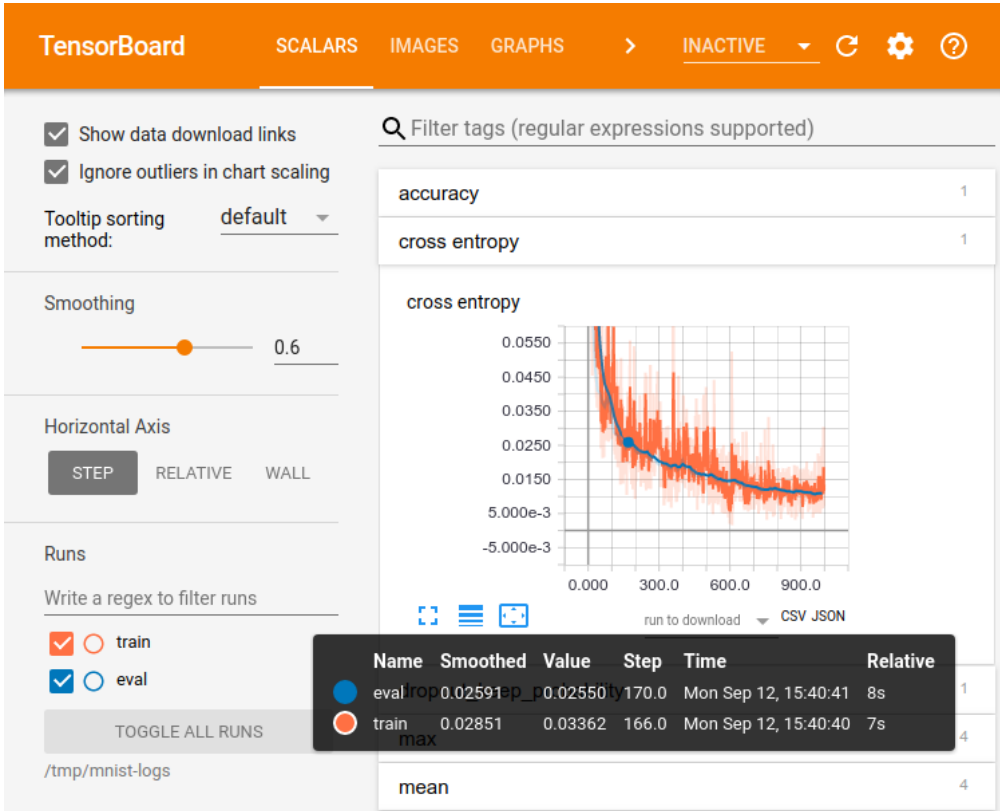 TensorBoard SCALARS IMAGES GRAPHS > INACTIVE
Show data download links
Ignore outliers in chart scaling
Tooltip sorting method: default
Smoothing
0.6
Horizontal Axis
STEP RELATIVE WALL
Runs
Write a regex to filter runs
train
eval
TOGGLE ALL RUNS
/tmp/mnist-logs
Filter tags (regular expressions supported)
accuracy 1
cross entropy 1
cross entropy
0.0550
0.0450
0.0350
0.0250
0.0150
5.000e-3
-5.000e-3
0.000 300.0 600.0 900.0
run to download CSV JSON
Name Smoothed Value Step Time Relative
eval 0.02591 0.02550 170.0 Mon Sep 12, 15:40:41 8s
train 0.02851 0.03362 166.0 Mon Sep 12, 15:40:40 7s
1
max 4
mean 4